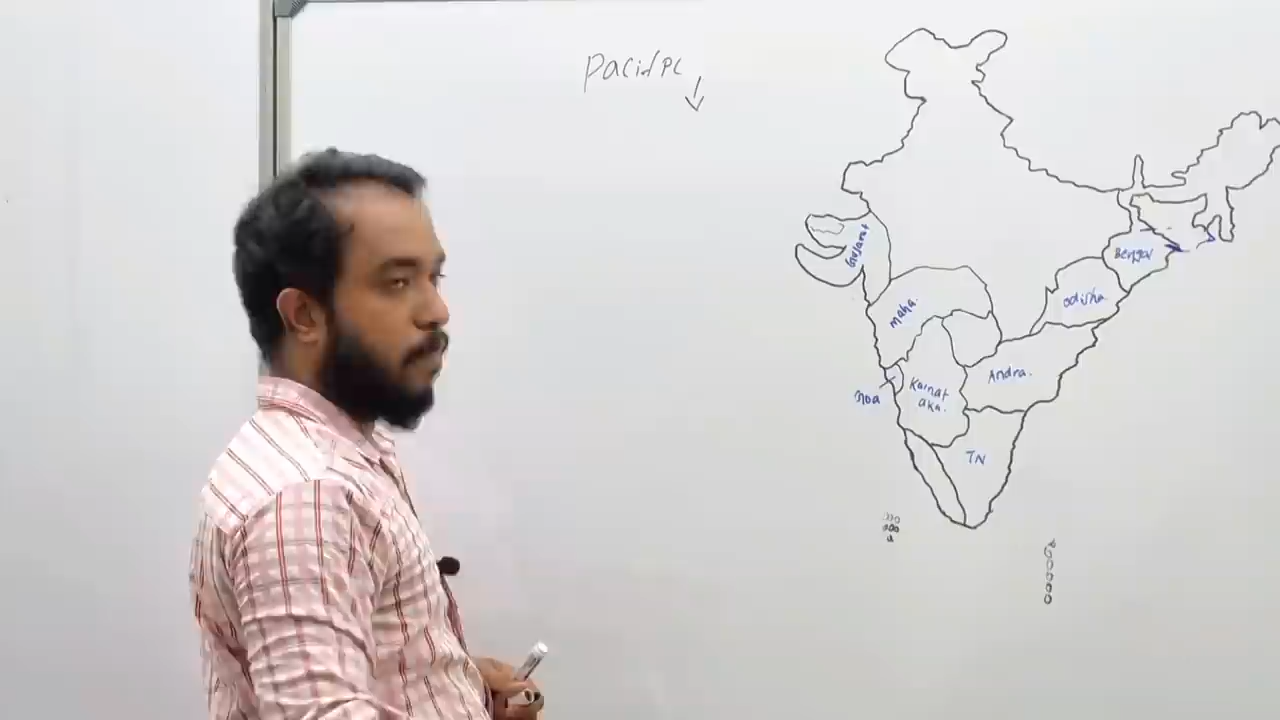 Pacific
Gujarat
Bengal
Odisha
Maha.
Andra.
Goa
Karnat
aka.
TN